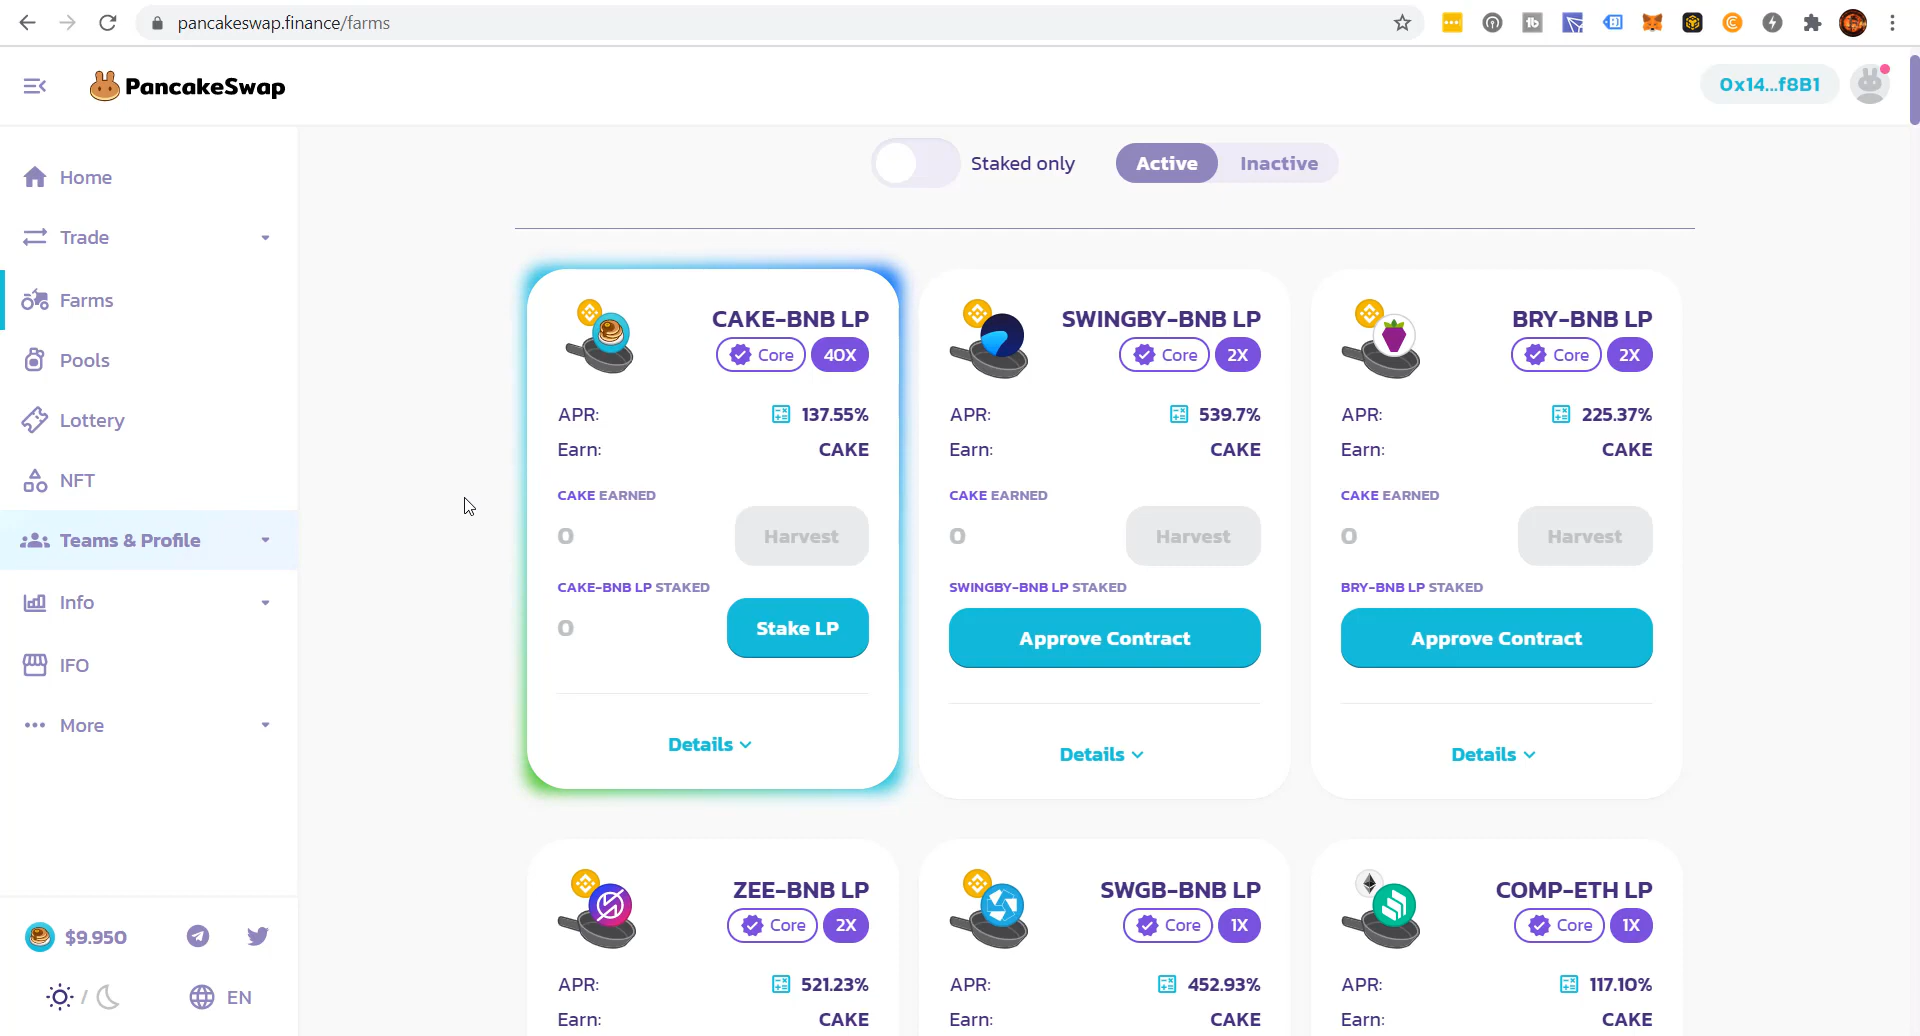 pancakeswap.finance/farms
PancakeSwap
0x14...f8B1
Home
Trade
Farms
Pools
Lottery
NFT
Teams & Profile
Info
IFO
More
$9.950
/
EN
Staked only
Active
Inactive
CAKE-BNB LP
Core
40X
APR:
137.55%
Earn:
CAKE
CAKE EARNED
0
Harvest
CAKE-BNB LP STAKED
0
Stake LP
Details
SWINGBY-BNB LP
Core
2X
APR:
539.7%
Earn:
CAKE
CAKE EARNED
0
Harvest
SWINGBY-BNB LP STAKED
Approve Contract
Details
BRY-BNB LP
Core
2X
APR:
225.37%
Earn:
CAKE
CAKE EARNED
0
Harvest
BRY-BNB LP STAKED
Approve Contract
Details
ZEE-BNB LP
Core
2X
APR:
521.23%
Earn:
CAKE
SWGB-BNB LP
Core
1X
APR:
452.93%
Earn:
CAKE
COMP-ETH LP
Core
1X
APR:
117.10%
Earn:
CAKE